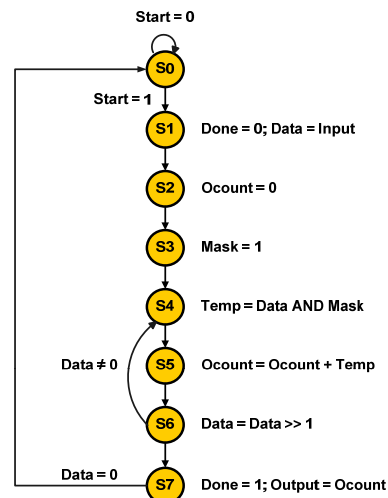 Start = 0
S0
Start = 1
S1 Done = 0; Data = Input
S2 Ocount = 0
S3 Mask = 1
S4 Temp = Data AND Mask
Data ≠ 0
S5 Ocount = Ocount + Temp
S6 Data = Data >> 1
Data = 0
S7 Done = 1; Output = Ocount